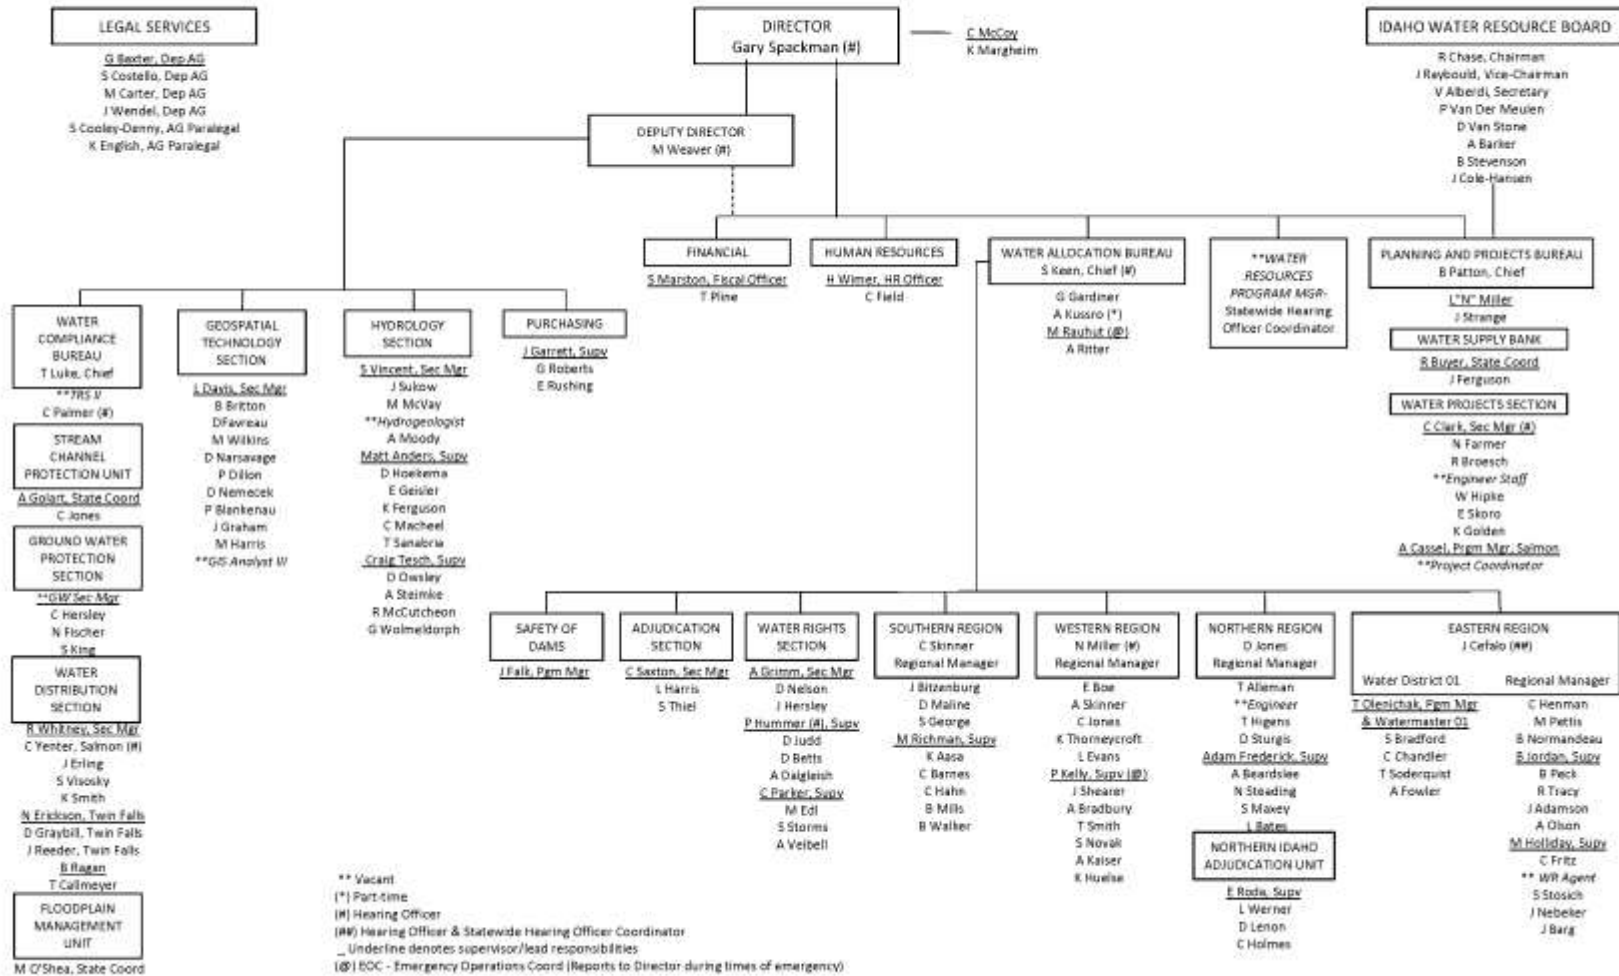 LEGAL SERVICES
G Baxter, Dep AG
S Costello, Dep AG
M Carter, Dep AG
J Wendel, Dep AG
S Cooley-Denny, AG Paralegal
K English, AG Paralegal
DIRECTOR
Gary Spackman (#)
C McCoy
K Margheim
IDAHO WATER RESOURCE BOARD
R Chase, Chairman
J Raybould, Vice-Chairman
V Alberdi, Secretary
P Van Der Meulen
D Van Stone
A Barker
B Stevenson
J Cole-Hansen
DEPUTY DIRECTOR
M Weaver (#)
FINANCIAL
S Marston, Fiscal Officer
T Pline
HUMAN RESOURCES
H Wimer, HR Officer
C Field
WATER ALLOCATION BUREAU
S Keen, Chief (#)
G Gardiner
A Kussro (*)
M Rauhut (@)
A Ritter
**WATER
RESOURCES
PROGRAM MGR-
Statewide Hearing
Officer Coordinator
PLANNING AND PROJECTS BUREAU
B Patton, Chief
L"N" Miller
J Strange
WATER SUPPLY BANK
R Buyer, State Coord
J Ferguson
WATER PROJECTS SECTION
C Clark, Sec Mgr (#)
N Farmer
R Broesch
**Engineer Staff
W Hipke
E Skoro
K Golden
A Cassel, Prgm Mgr, Salmon
**Project Coordinator
WATER
COMPLIANCE
BUREAU
T Luke, Chief
**TRS II
C Palmer (#)
STREAM
CHANNEL
PROTECTION UNIT
A Golart, State Coord
C Jones
GROUND WATER
PROTECTION
SECTION
**GW Sec Mgr
C Hersley
N Fischer
S King
WATER
DISTRIBUTION
SECTION
R Whitney, Sec Mgr
C Yenter, Salmon (#)
J Erling
S Visosky
K Smith
N Erickson, Twin Falls
D Graybill, Twin Falls
J Reeder, Twin Falls
B Ragan
T Callmeyer
FLOODPLAIN
MANAGEMENT
UNIT
M O'Shea, State Coord
GEOSPATIAL
TECHNOLOGY
SECTION
L Davis, Sec Mgr
B Britton
DFavreau
M Wilkins
D Narsavage
P Dillon
D Nemecek
P Blankenau
J Graham
M Harris
**GIS Analyst III
HYDROLOGY
SECTION
S Vincent, Sec Mgr
J Sukow
M McVay
**Hydrogeologist
A Moody
Matt Anders, Supv
D Hoekema
E Geisler
K Ferguson
C Macheel
T Sanabria
Craig Tesch, Supv
D Owsley
A Steimke
R McCutcheon
G Wolmeldorph
PURCHASING
J Garrett, Supv
G Roberts
E Rushing
SAFETY OF
DAMS
J Falk, Pgm Mgr
ADJUDICATION
SECTION
C Saxton, Sec Mgr
L Harris
S Thiel
WATER RIGHTS
SECTION
A Grimm, Sec Mgr
D Nelson
J Hersley
P Hummer (#), Supv
D Judd
D Betts
A Dalgleish
C Parker, Supv
M Edl
S Storms
A Veibell
SOUTHERN REGION
C Skinner
Regional Manager
J Bitzenburg
D Maline
S George
M Richman, Supv
K Aasa
C Barnes
C Hahn
B Mills
B Walker
WESTERN REGION
N Miller (#)
Regional Manager
E Boe
A Skinner
C Jones
K Thorneycroft
L Evans
P Kelly, Supv (@)
J Shearer
A Bradbury
T Smith
S Novak
A Kaiser
K Huelse
NORTHERN REGION
D Jones
Regional Manager
T Alleman
**Engineer
T Higens
D Sturgis
Adam Frederick, Supv
A Beardslee
N Steading
S Maxey
L Bates
NORTHERN IDAHO
ADJUDICATION UNIT
E Roda, Supv
L Werner
D Lenon
C Holmes
EASTERN REGION
J Cefalo (##)
Water District 01
T Olenichak, Pgm Mgr
& Watermaster 01
S Bradford
C Chandler
T Soderquist
A Fowler
Regional Manager
C Henman
M Pettis
B Normandeau
B Jordan, Supv
B Peck
R Tracy
J Adamson
A Olson
M Holliday, Supv
C Fritz
** WR Agent
S Stosich
J Nebeker
J Barg
** Vacant
(*) Part-time
(#) Hearing Officer
(##) Hearing Officer & Statewide Hearing Officer Coordinator
_ Underline denotes supervisor/lead responsibilities
(@) EOC - Emergency Operations Coord (Reports to Director during times of emergency)